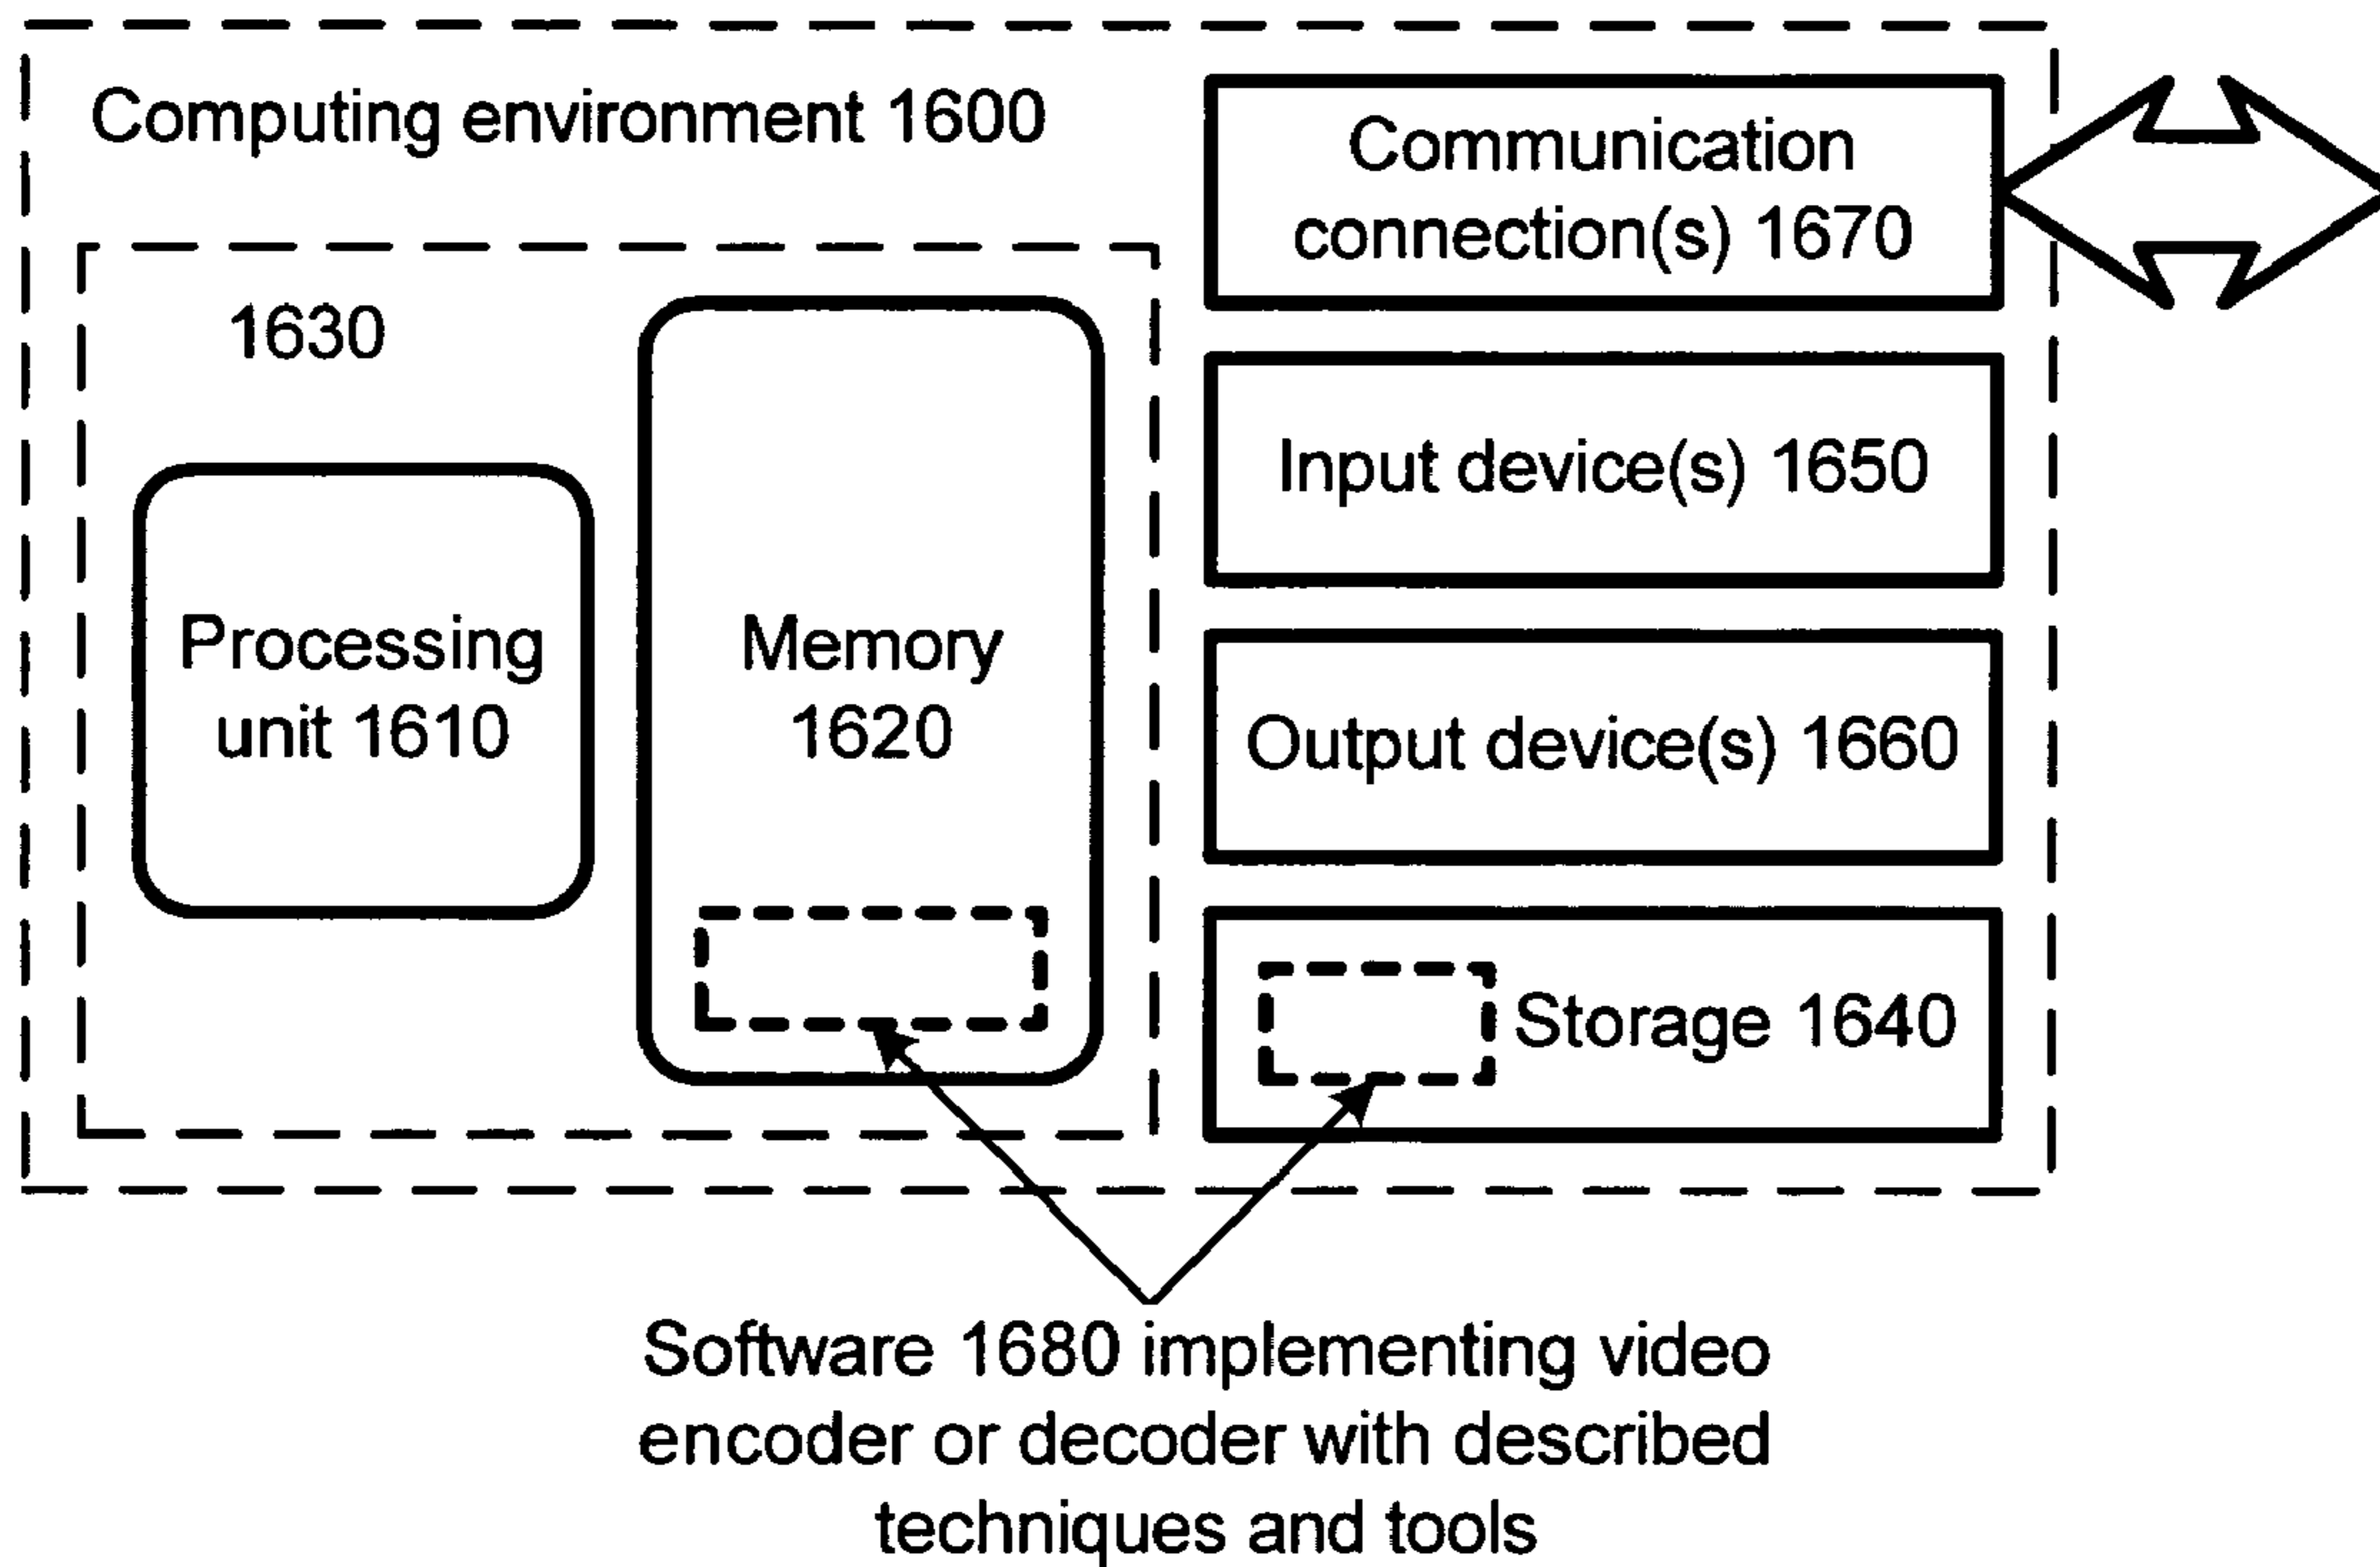 Computing environment 1600
Communication
connection(s) 1670
1630
Input device(s) 1650
Processing
unit 1610
Memory
1620
Output device(s) 1660
Storage 1640
Software 1680 implementing video
encoder or decoder with described
techniques and tools